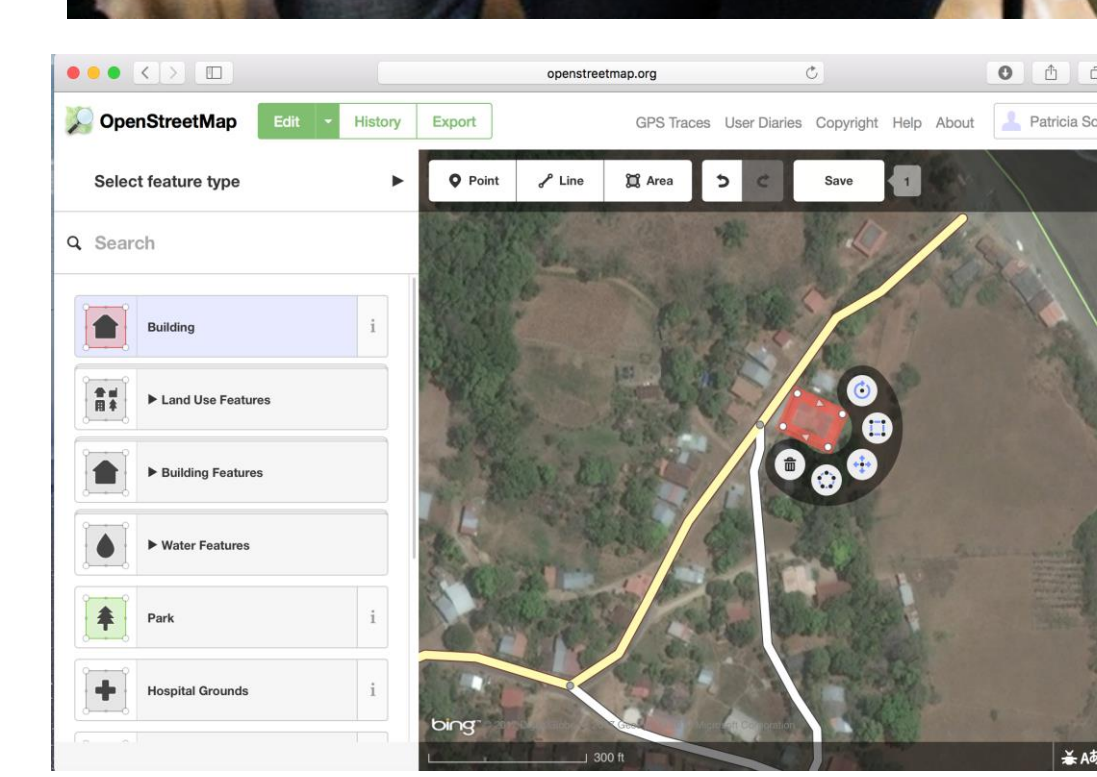 openstreetmap.org
OpenStreetMap Edit History Export GPS Traces User Diaries Copyright Help About Patricia
Select feature type Point Line Area Save 1
Search
Building i
Land Use Features
Building Features
Water Features
Park i
Hospital Grounds i
bing
300 ft